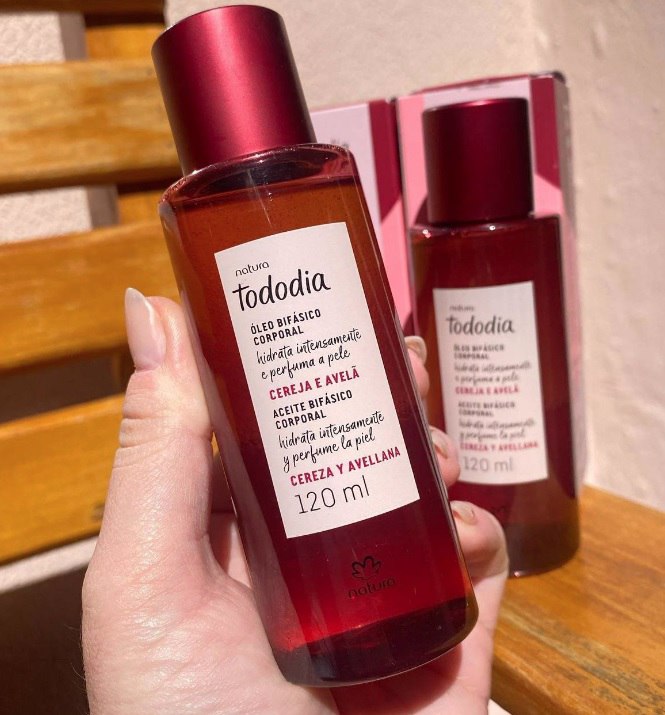 natura
tododia
ÓLEO BIFÁSICO
CORPORAL
hidrata intensamente
e perfuma a pele
CEREJA E AVELÃ
ACEITE BIFÁSICO
CORPORAL
hidrata intensamente
y perfume la piel
CEREZA Y AVELLANA
120 ml
natura
natura
tododia
ÓLEO BIFÁSICO
CORPORAL
hidrata intensamente
e perfuma a pele
CEREJA E AVELÃ
ACEITE BIFÁSICO
CORPORAL
hidrata intensamente
y perfume la piel
CEREZA Y AVELLANA
120 ml